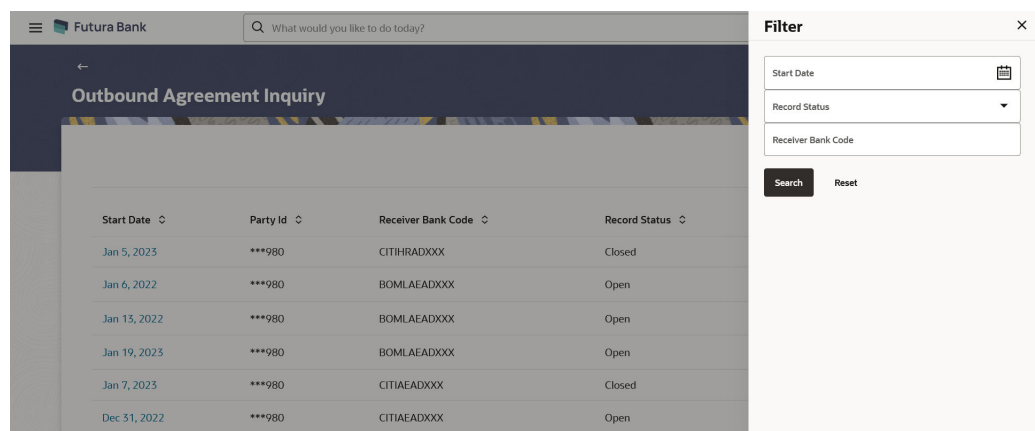 Futura Bank
What would you like to do today?
Outbound Agreement Inquiry
Start Date Party Id Receiver Bank Code Record Status
Jan 5, 2023 ***980 CITIHRADXXX Closed
Jan 6, 2022 ***980 BOMLAEADXXX Open
Jan 13, 2022 ***980 BOMLAEADXXX Open
Jan 19, 2023 ***980 BOMLAEADXXX Open
Jan 7, 2023 ***980 CITIAEADXXX Closed
Dec 31, 2022 ***980 CITIAEADXXX Open
Filter
Start Date
Record Status
Receiver Bank Code
Search Reset